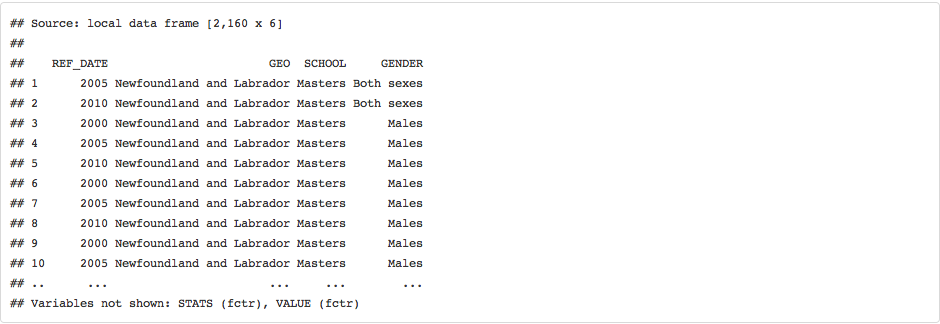 ## Source: local data frame [2,160 x 6]
##
##    REF_DATE                       GEO  SCHOOL     GENDER
## 1      2005 Newfoundland and Labrador Masters Both sexes
## 2      2010 Newfoundland and Labrador Masters Both sexes
## 3      2000 Newfoundland and Labrador Masters      Males
## 4      2005 Newfoundland and Labrador Masters      Males
## 5      2010 Newfoundland and Labrador Masters      Males
## 6      2000 Newfoundland and Labrador Masters      Males
## 7      2005 Newfoundland and Labrador Masters      Males
## 8      2010 Newfoundland and Labrador Masters      Males
## 9      2000 Newfoundland and Labrador Masters      Males
## 10     2005 Newfoundland and Labrador Masters      Males
## ..      ...                       ...     ...        ...
## Variables not shown: STATS (fctr), VALUE (fctr)